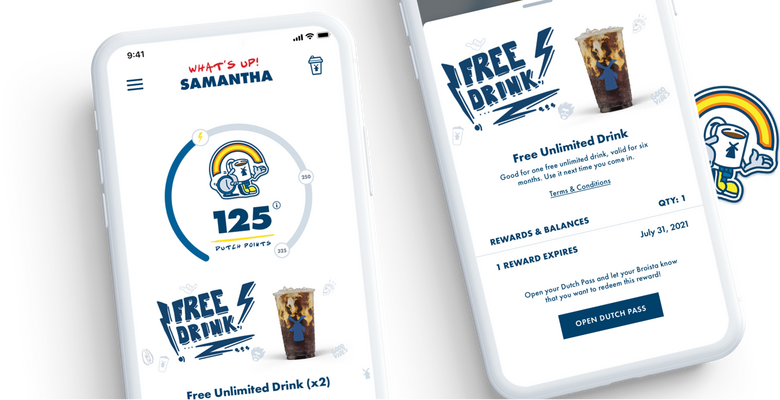 9:41
WHAT'S UP!
SAMANTHA
250
125
DUTCH POINTS
325
FREE
DRINK
Free Unlimited Drink (x2)
FREE
DRINK
Free Unlimited Drink
Good for one free unlimited drink, valid for six
months. Use it next time you come in.
Terms & Conditions
QTY: 1
REWARDS & BALANCES
July 31, 2021
1 REWARD EXPIRES
Open your Dutch Pass and let your Broista know
that you want to redeem this reward!
OPEN DUTCH PASS